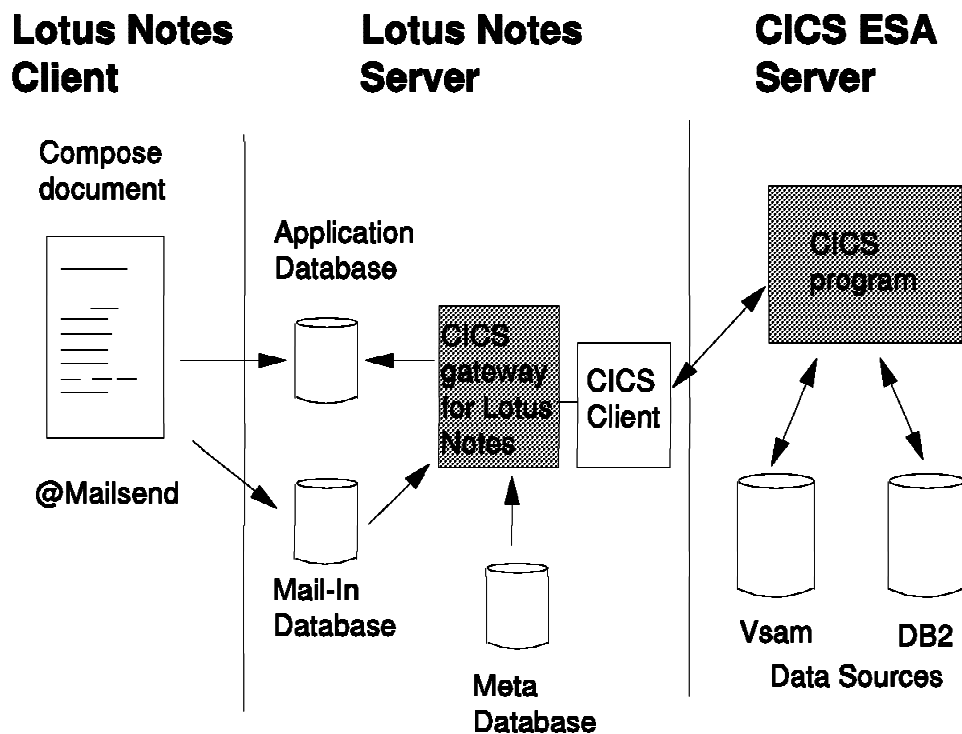 Lotus Notes
Client
Lotus Notes
Server
CICS ESA
Server
Compose
document
@Mailsend
Application
Database
CICS
gateway
for Lotus
Notes
CICS
Client
Mail-In
Database
Meta
Database
CICS
program
Vsam
DB2
Data Sources